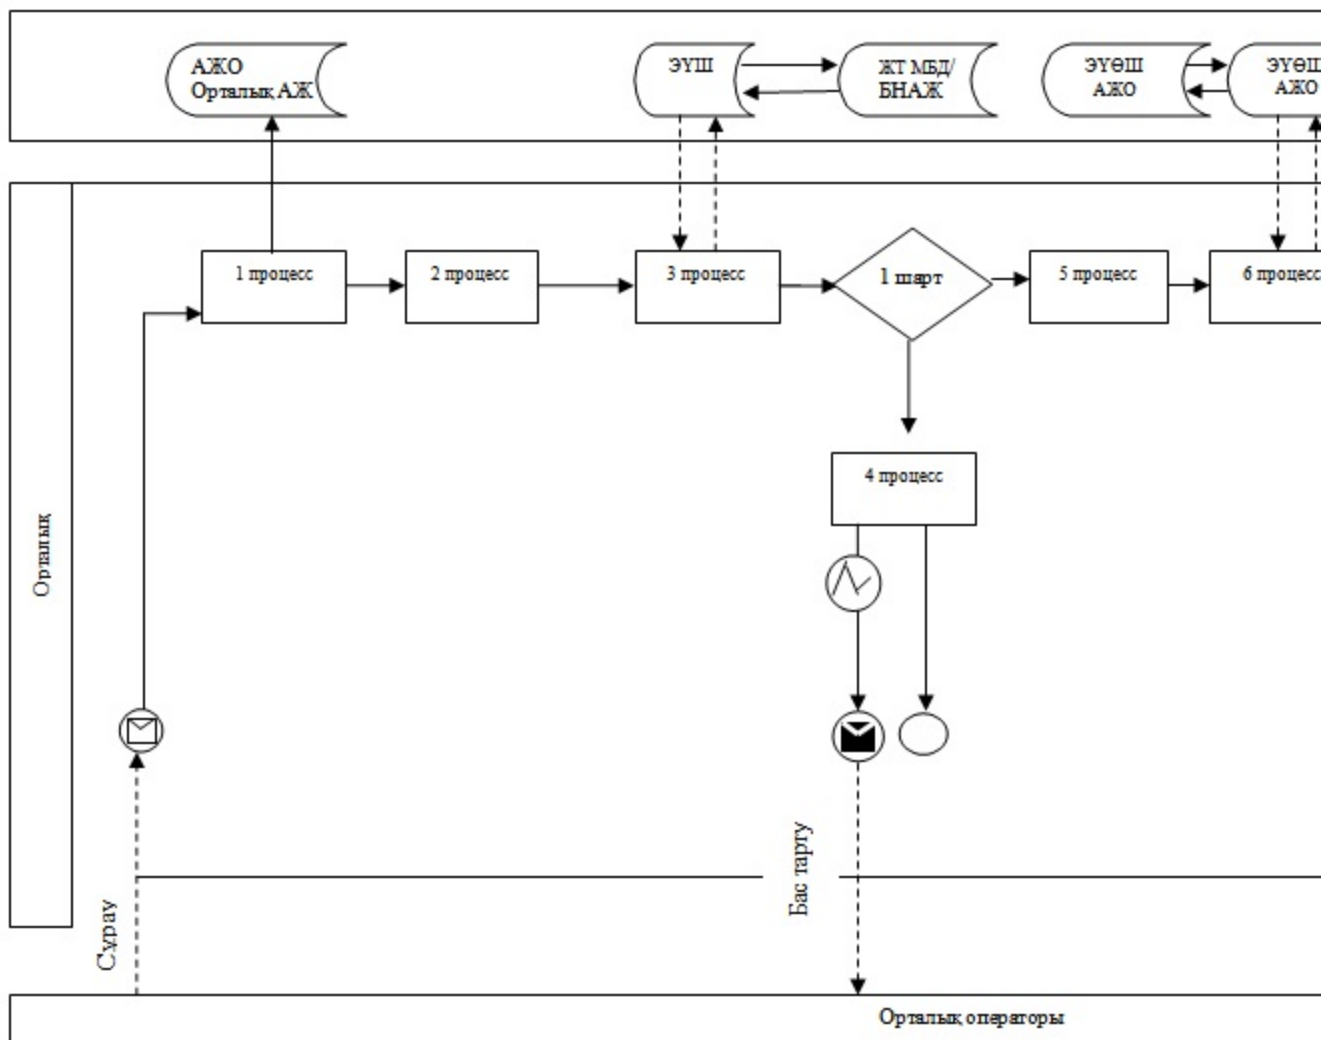 АЖО
Орталық АЖ
ЭҮШ
ЖТ МБД/
БНАЖ
ЭҮӨШ
АЖО
ЭҮӨШ
АЖО
1 процесс
2 процесс
3 процесс
1 шарт
5 процесс
6 процесс
4 процесс
Орталық
Сұрау
Бас тарту
Орталық операторы